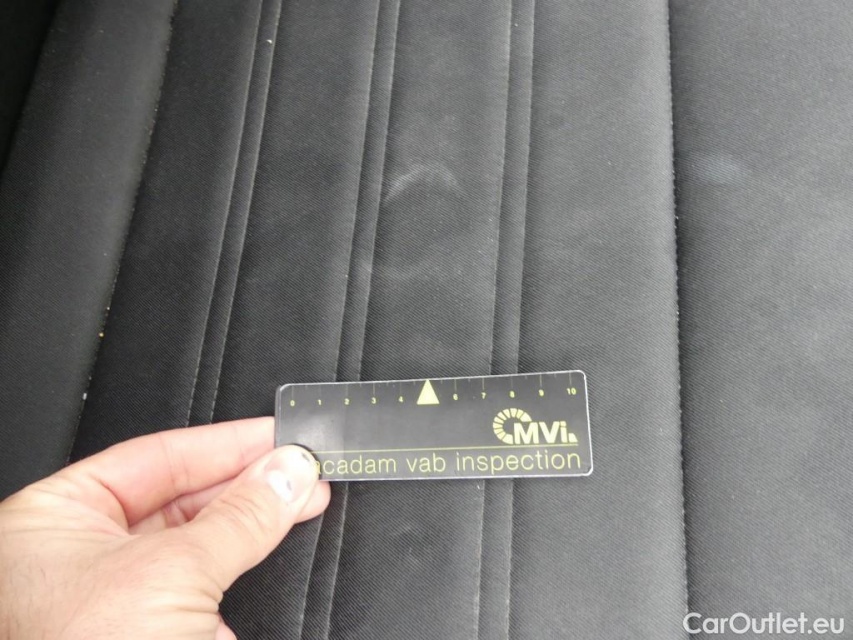 0 1 2 3 4 6 7 8 9 10
MVi.
acadam vab inspection
CarOutlet.eu